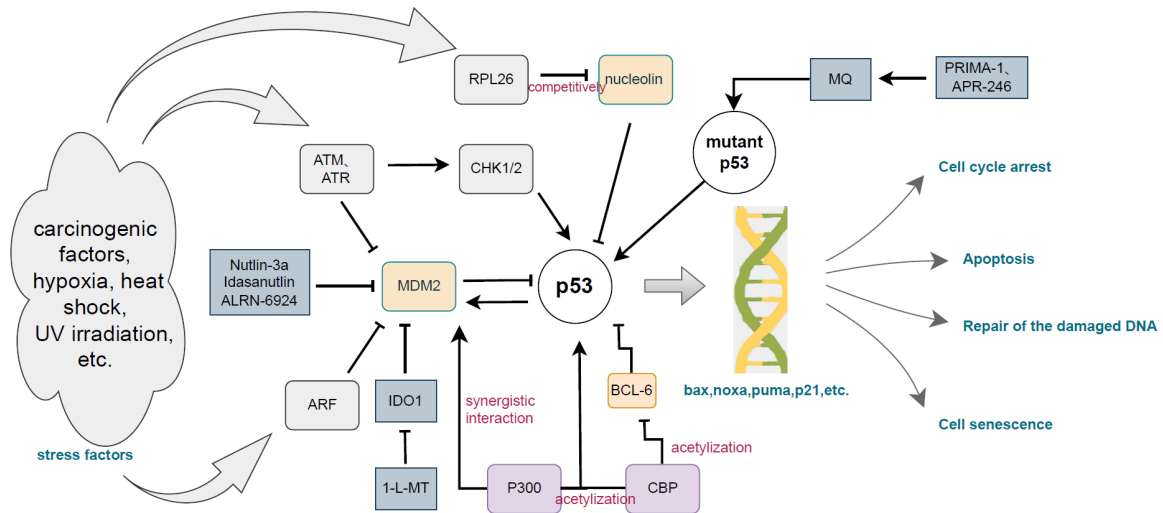 RPL26
competitively
nucleolin
MQ
PRIMA-1、
APR-246
mutant
p53
ATM、
ATR
CHK1/2
Cell cycle arrest
carcinogenic
factors,
hypoxia, heat
shock,
UV irradiation,
etc.
Nutlin-3a
Idasanutlin
ALRN-6924
MDM2
p53
Apoptosis
Repair of the damaged DNA
bax,noxa,puma,p21,etc.
ARF
IDO1
synergistic
interaction
BCL-6
Cell senescence
stress factors
acetylization
1-L-MT
P300
acetylization
CBP